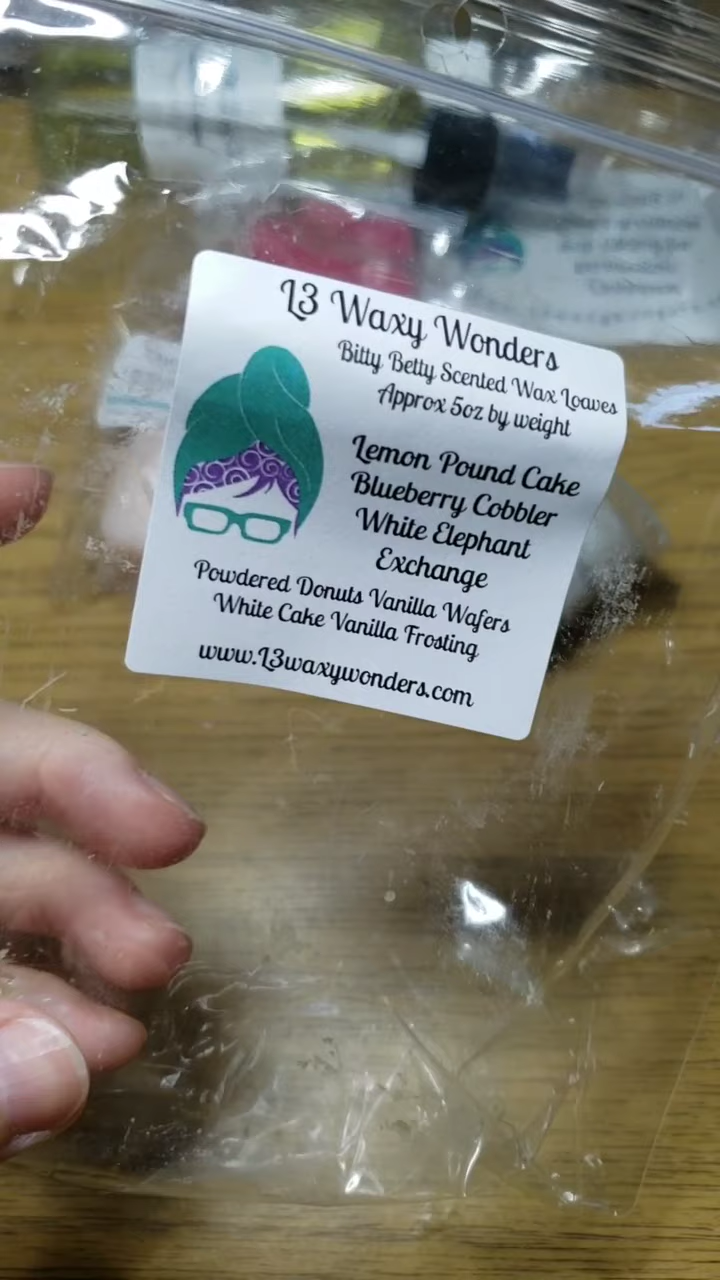 L3 Waxy Wonders
Bitty Betty Scented Wax Loaves
Approx 5oz by weight
Lemon Pound Cake
Blueberry Cobbler
White Elephant
Exchange
Powdered Donuts Vanilla Wafers
White Cake Vanilla Frosting
www.L3waxywonders.com